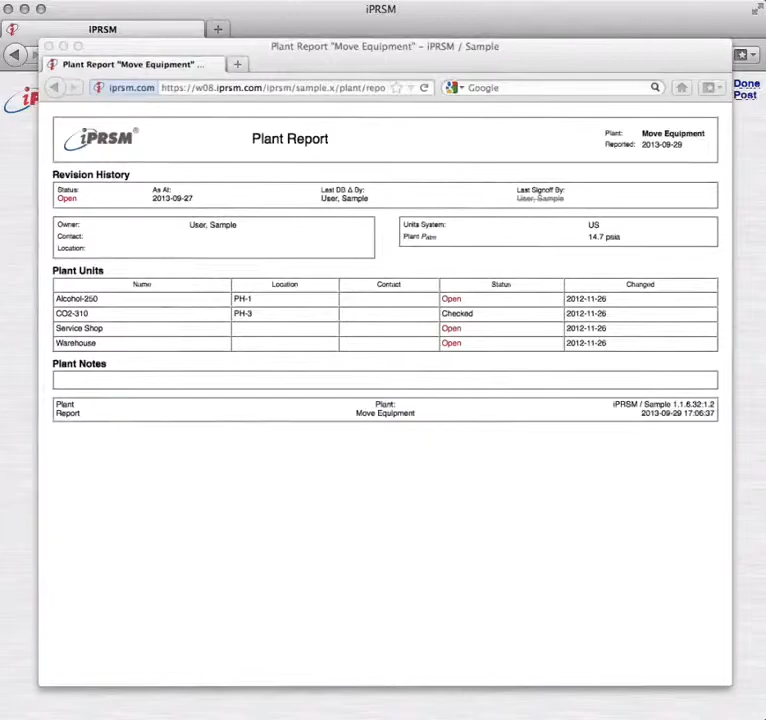 iPRSM
iPRSM
Plant Report "Move Equipment" – iPRSM / Sample
Plant Report "Move Equipment" ...
iprsm.com https://w08.iprsm.com/iprsm/sample.x/plant/repo
Google
Done
Post
iPRSM® Plant Report
Plant: Move Equipment
Reported: 2013-09-29
Revision History
Status: As At: Last DB Δ By: Last Signoff By:
Open 2013-09-27 User, Sample User, Sample
Owner: User, Sample
Contact:
Location:
Units System: US
Plant Patm 14.7 psia
Plant Units
Name Location Contact Status Changed
Alcohol-250 PH-1 Open 2012-11-26
CO2-310 PH-3 Checked 2012-11-26
Service Shop Open 2012-11-26
Warehouse Open 2012-11-26
Plant Notes
Plant Plant: iPRSM / Sample 1.1.6.32:1.2
Report Move Equipment 2013-09-29 17:06:37